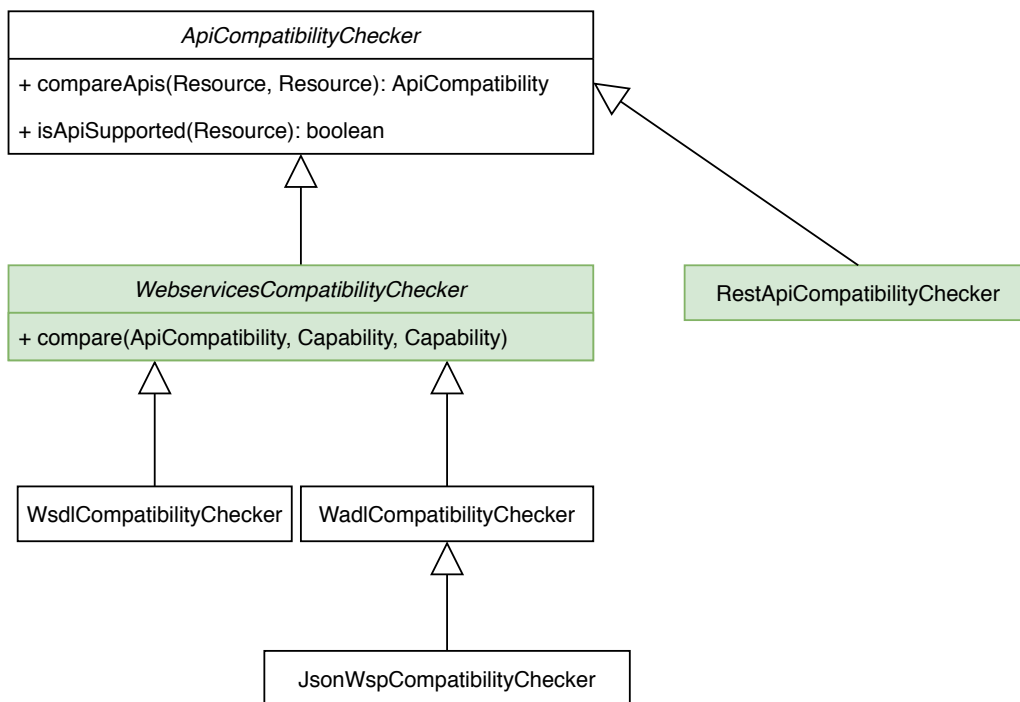 ApiCompatibilityChecker
+ compareApis(Resource, Resource): ApiCompatibility
+ isApiSupported(Resource): boolean
WebservicesCompatibilityChecker
+ compare(ApiCompatibility, Capability, Capability)
RestApiCompatibilityChecker
WsdlCompatibilityChecker
WadlCompatibilityChecker
JsonWspCompatibilityChecker